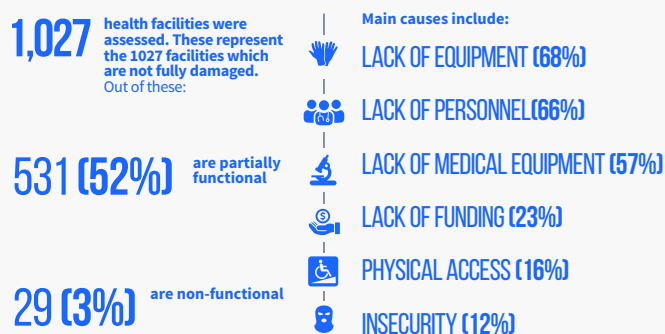 1,027
health facilities were
assessed. These represent
the 1027 facilities which
are not fully damaged.
Out of these:
531 (52%)
are partially
functional
29 (3%)
are non-functional
Main causes include:
LACK OF EQUIPMENT (68%)
LACK OF PERSONNEL(66%)
LACK OF MEDICAL EQUIPMENT (57%)
LACK OF FUNDING (23%)
PHYSICAL ACCESS (16%)
INSECURITY (12%)